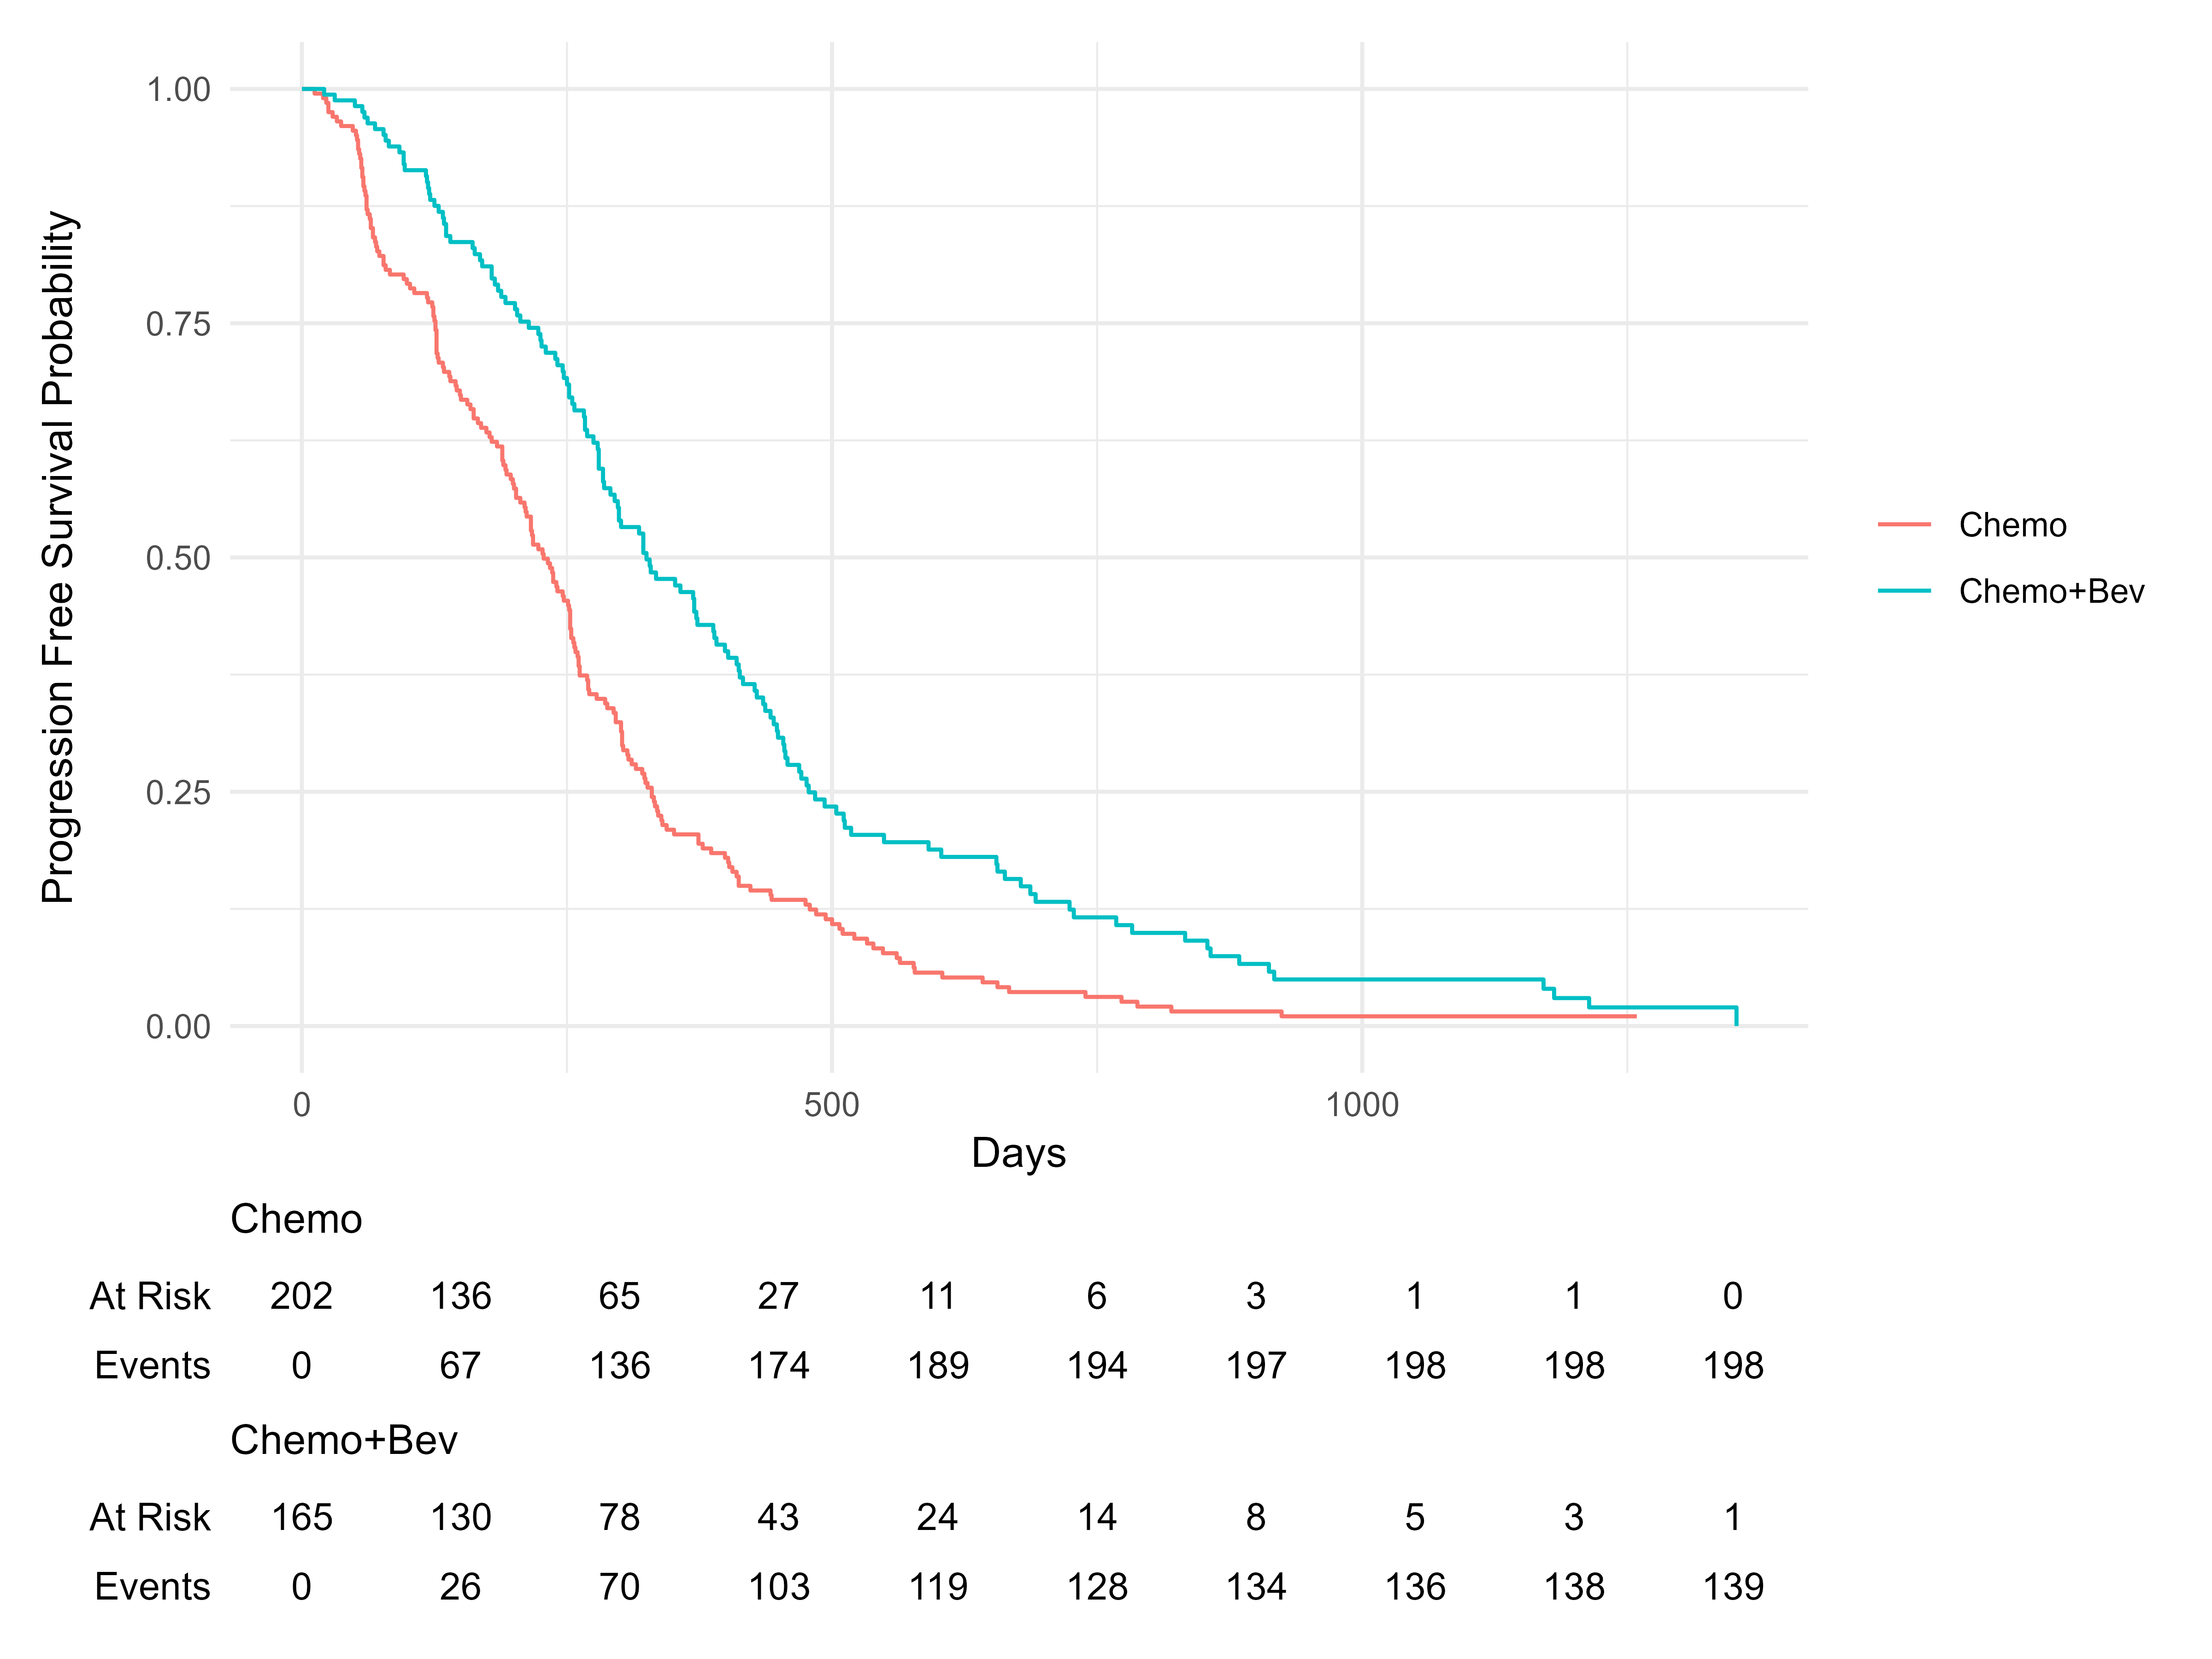 Progression Free Survival Probability
1.00
0.75
0.50
0.25
0.00
0 500 1000
Days
Chemo
Chemo+Bev
Chemo
At Risk 202 136 65 27 11 6 3 1 1 0
Events 0 67 136 174 189 194 197 198 198 198
Chemo+Bev
At Risk 165 130 78 43 24 14 8 5 3 1
Events 0 26 70 103 119 128 134 136 138 139